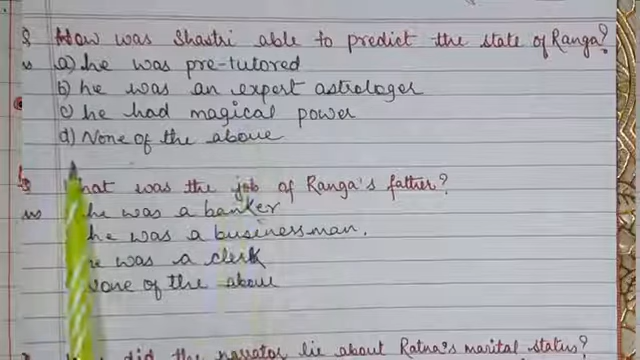 Q How was Shastri able to predict the state of Ranga?
a) he was pre-tutored
b) he was an expert astrologer
c) he had magical power
d) None of the above
What was the job of Ranga's father?
he was a banker
he was a businessman.
was a clerk
None of the above
did the narrator lie about Ratna's marital status?